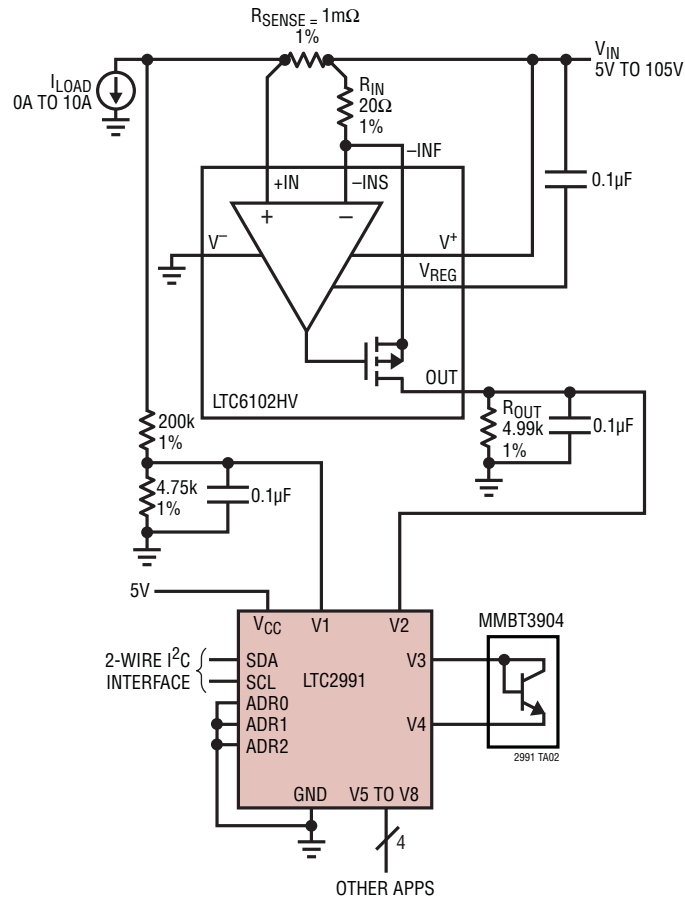 RSENSE = 1mΩ
1%
ILOAD
0A TO 10A
VIN
5V TO 105V
RIN
20Ω
1%
–INF
+IN
–INS
0.1µF
+
–
V–
V+
VREG
OUT
LTC6102HV
200k
1%
ROUT
4.99k
1%
0.1µF
4.75k
1%
0.1µF
5V
VCC
V1
V2
MMBT3904
2-WIRE I2C
INTERFACE
SDA
SCL
LTC2991
V3
ADR0
ADR1
ADR2
V4
2991 TA02
GND
V5 TO V8
4
OTHER APPS